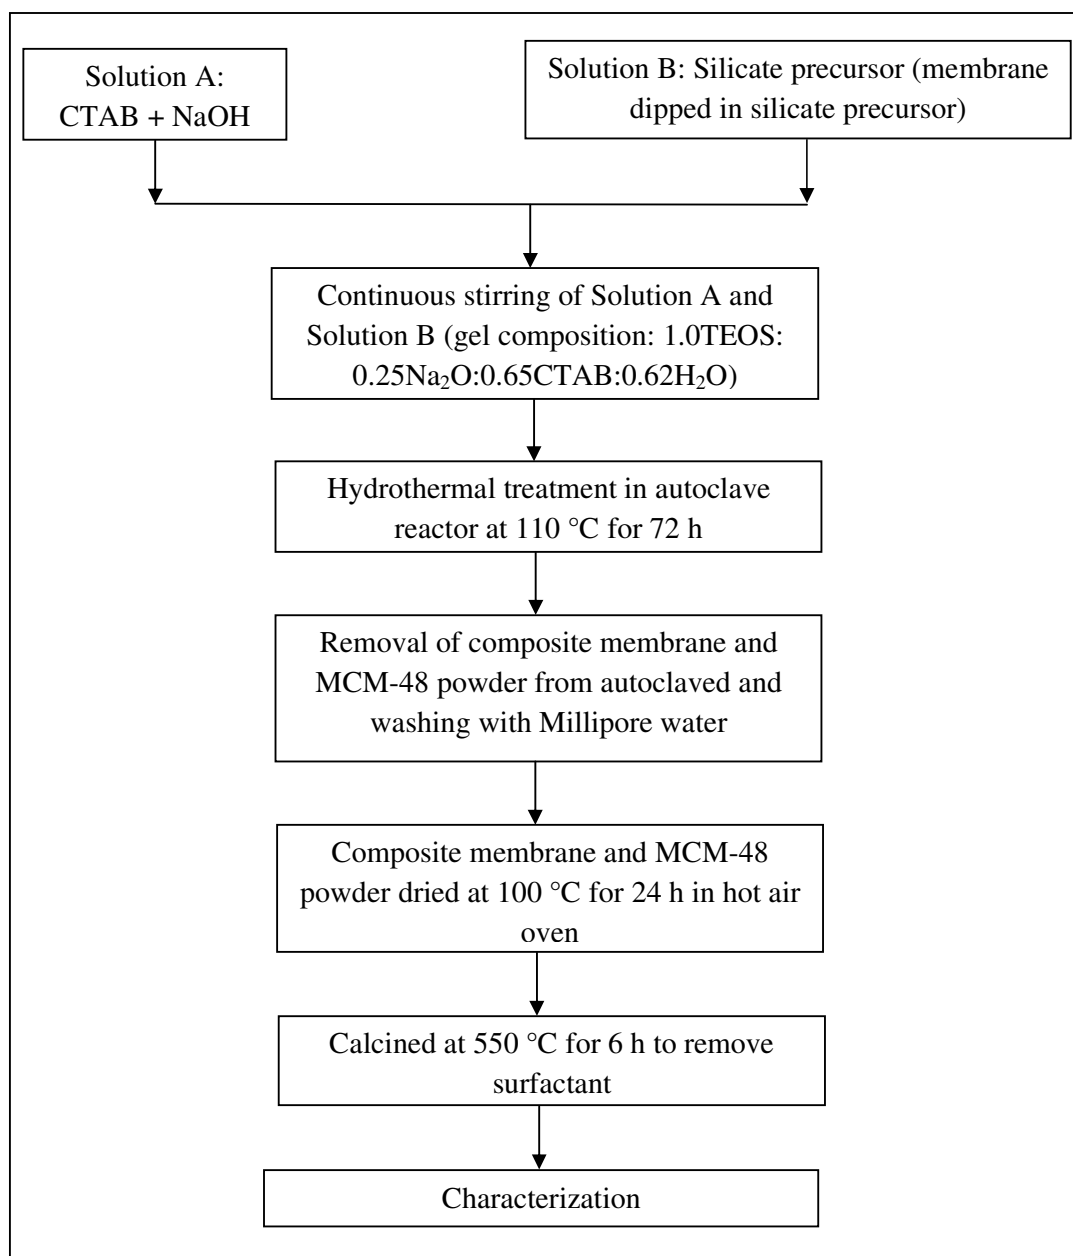 Solution A:
CTAB + NaOH
Solution B: Silicate precursor (membrane
dipped in silicate precursor)
Continuous stirring of Solution A and
Solution B (gel composition: 1.0TEOS:
0.25Na₂O:0.65CTAB:0.62H₂O)
Hydrothermal treatment in autoclave
reactor at 110 °C for 72 h
Removal of composite membrane and
MCM-48 powder from autoclaved and
washing with Millipore water
Composite membrane and MCM-48
powder dried at 100 °C for 24 h in hot air
oven
Calcined at 550 °C for 6 h to remove
surfactant
Characterization